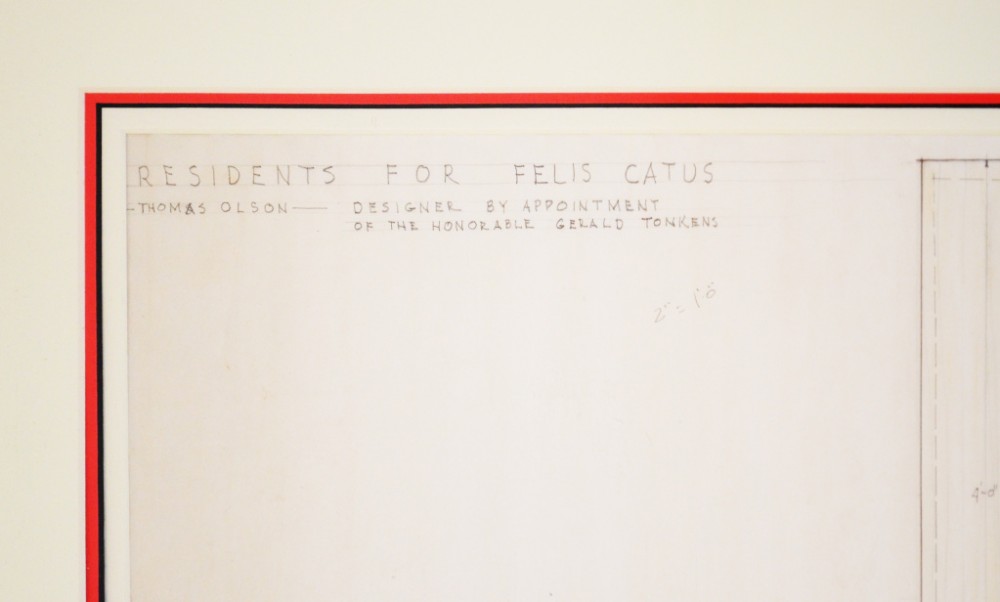 RESIDENTS FOR FELIS CATUS
-THOMAS OLSON— DESIGNER BY APPOINTMENT
OF THE HONORABLE GERALD TONKENS
2" = 1'.0"
4'-0"